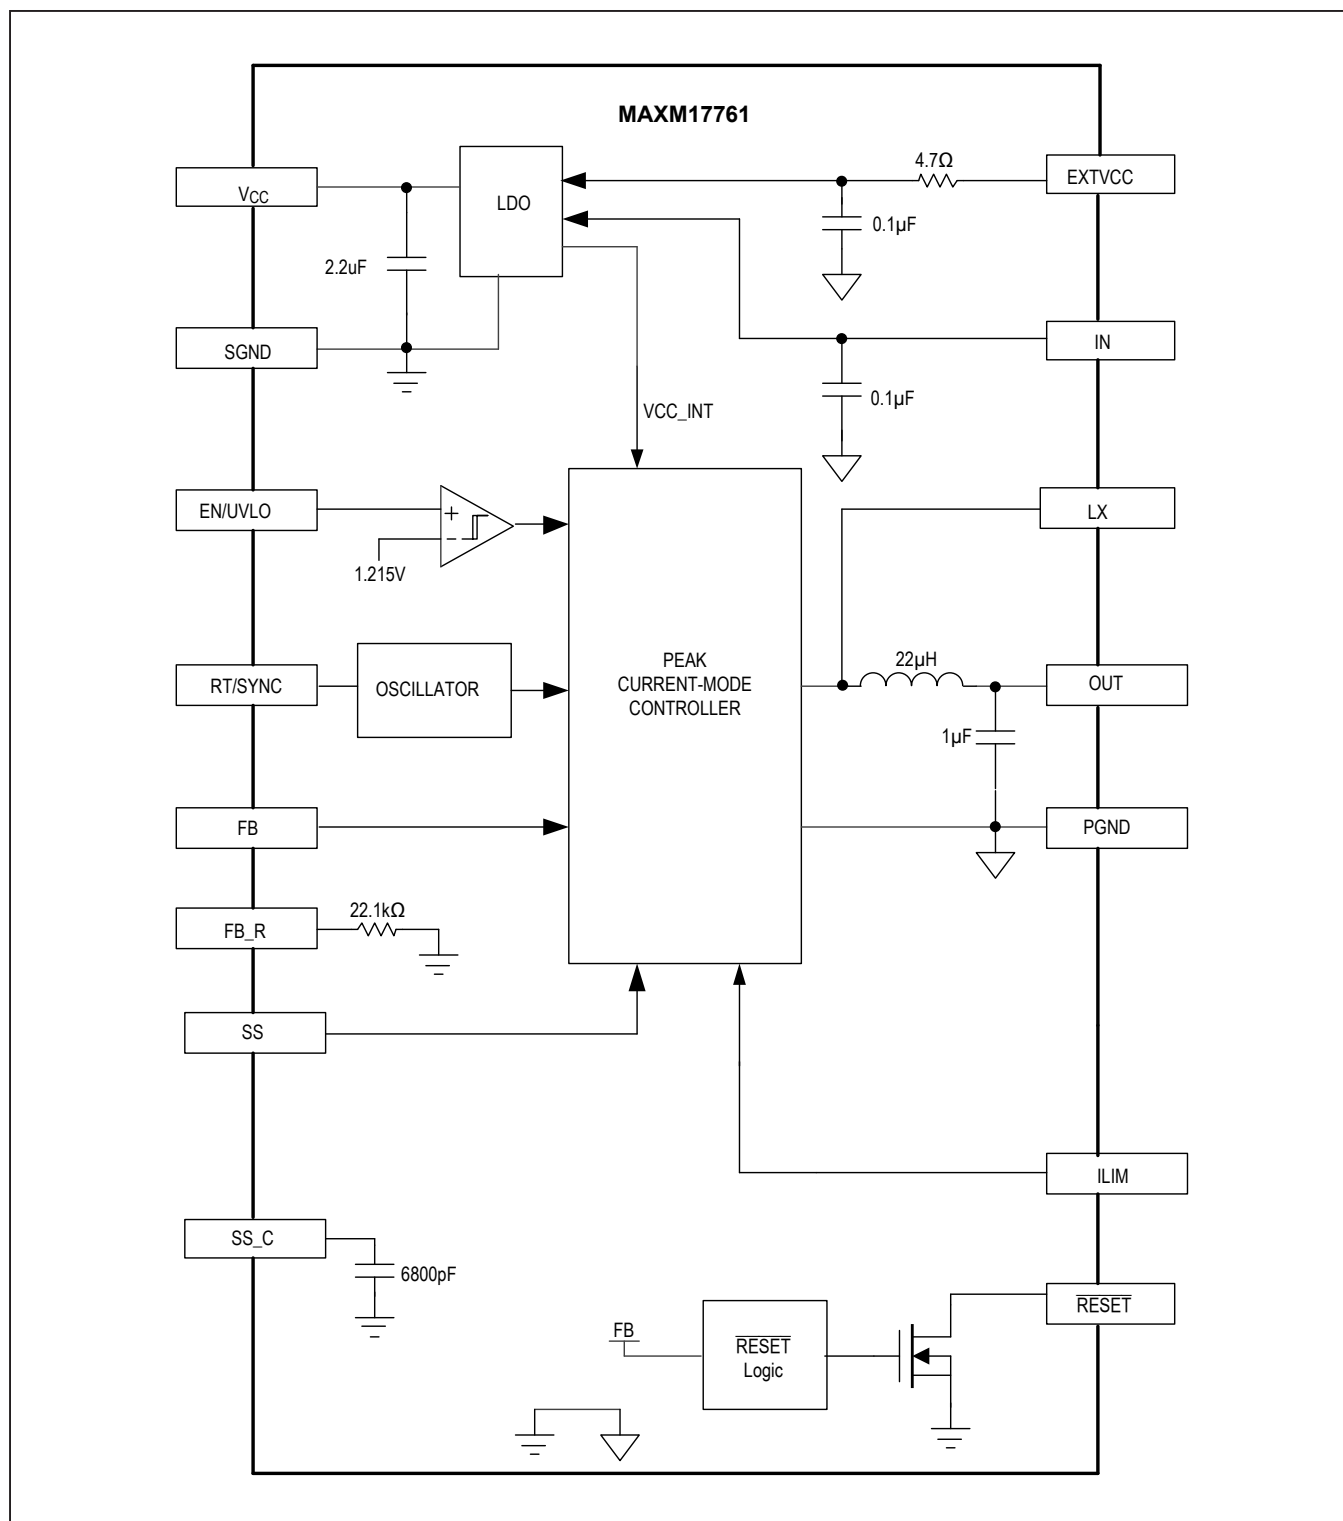 MAXM17761
VCC
LDO
4.7Ω
EXTVCC
0.1µF
2.2uF
SGND
IN
0.1µF
VCC_INT
EN/UVLO
+
1.215V
LX
RT/SYNC
OSCILLATOR
PEAK
CURRENT-MODE
CONTROLLER
22µH
OUT
1µF
FB
PGND
FB_R
22.1kΩ
SS
ILIM
SS_C
6800pF
RESET
FB
RESET
Logic